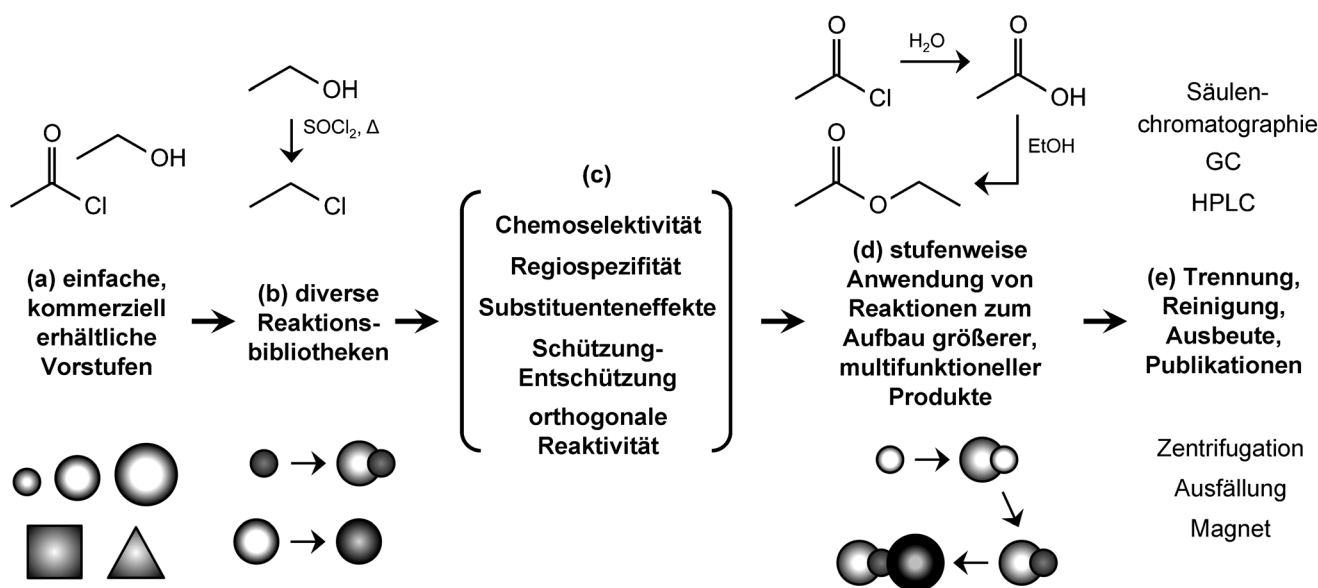 O
OH
Cl
(a) einfache,
kommerziell
erhältliche
Vorstufen
OH
SOCl₂, Δ
Cl
(b) diverse
Reaktions-
bibliotheken
(c)
Chemoselektivität
Regiospezifität
Substituenteneffekte
Schützung-
Entschützung
orthogonale
Reaktivität
O
Cl
H₂O
O
OH
EtOH
O
O
(d) stufenweise
Anwendung von
Reaktionen zum
Aufbau größerer,
multifunktioneller
Produkte
Säulen-
chromatographie
GC
HPLC
(e) Trennung,
Reinigung,
Ausbeute,
Publikationen
Zentrifugation
Ausfällung
Magnet